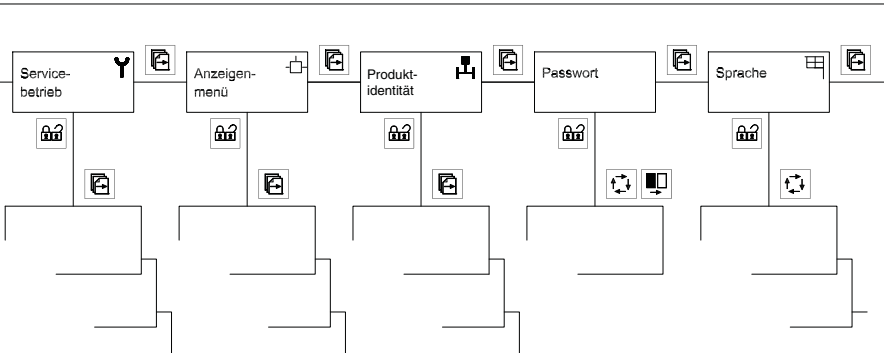 Service-
betrieb
Anzeigen-
menü
Produkt-
identität
Passwort
Sprache